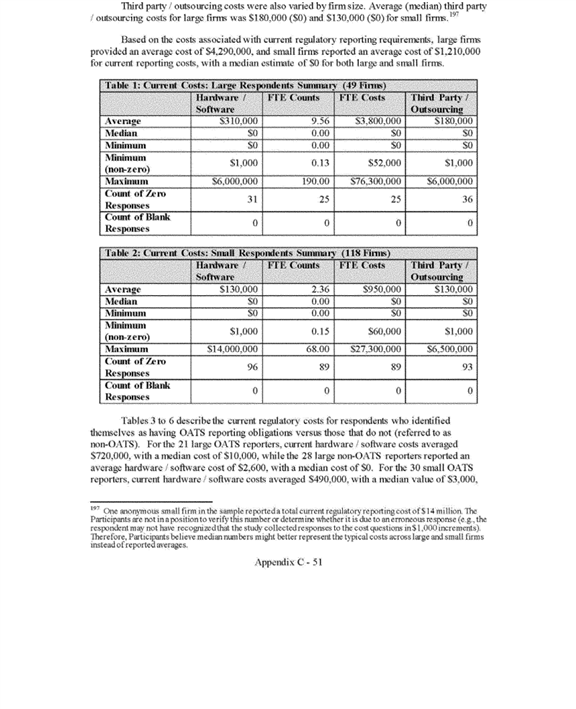 Third party / outsourcing costs were also varied by firm size. Average (median) third party
/ outsourcing costs for large firms was $180,000 ($0) and $130,000 ($0) for small firms.197
Based on the costs associated with current regulatory reporting requirements, large firms
provided an average cost of $4,290,000, and small firms reported an average cost of $1,210,000
for current reporting costs, with a median estimate of $0 for both large and small firms.
Table 1: Current Costs: Large Respondents Summary (49 Firms)
Hardware / Software FTE Counts FTE Costs Third Party / Outsourcing
Average $310,000 9.56 $3,800,000 $180,000
Median $0 0.00 $0 $0
Minimum $0 0.00 $0 $0
Minimum (non-zero) $1,000 0.13 $52,000 $1,000
Maximum $6,000,000 190.00 $76,300,000 $6,000,000
Count of Zero Responses 31 25 25 36
Count of Blank Responses 0 0 0 0
Table 2: Current Costs: Small Respondents Summary (118 Firms)
Hardware / Software FTE Counts FTE Costs Third Party / Outsourcing
Average $130,000 2.36 $950,000 $130,000
Median $0 0.00 $0 $0
Minimum $0 0.00 $0 $0
Minimum (non-zero) $1,000 0.15 $60,000 $1,000
Maximum $14,000,000 68.00 $27,300,000 $6,500,000
Count of Zero Responses 96 89 89 93
Count of Blank Responses 0 0 0 0
Tables 3 to 6 describe the current regulatory costs for respondents who identified
themselves as having OATS reporting obligations versus those that do not (referred to as
non-OATS). For the 21 large OATS reporters, current hardware / software costs averaged
$720,000, with a median cost of $10,000, while the 28 large non-OATS reporters reported an
average hardware / software cost of $2,600, with a median cost of $0. For the 30 small OATS
reporters, current hardware / software costs averaged $490,000, with a median value of $3,000,
197 One anonymous small firm in the sample reported a total current regulatory reporting cost of $14 million. The
Participants are not in a position to verify this number or determine whether it is due to an erroneous response (e.g., the
respondent may not have recognized that the study collected responses to the cost questions in $1,000 increments).
Therefore, Participants believe median numbers might better represent the typical costs across large and small firms
instead of reported averages.
Appendix C - 51